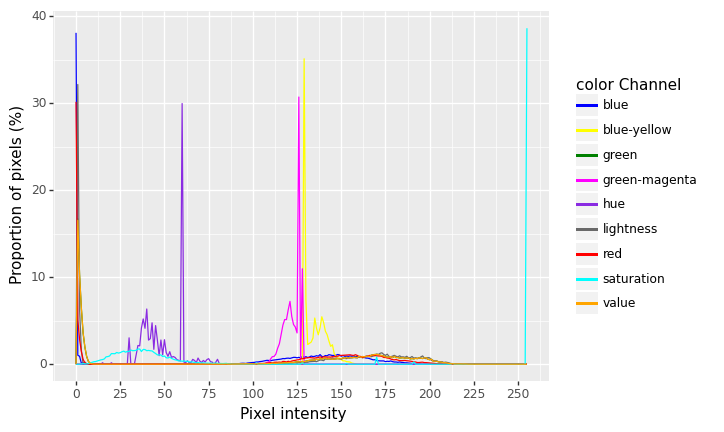 40
30
20
10
0
Proportion of pixels (%)
0 25 50 75 100 125 150 175 200 225 250
Pixel intensity
color Channel
blue
blue-yellow
green
green-magenta
hue
lightness
red
saturation
value